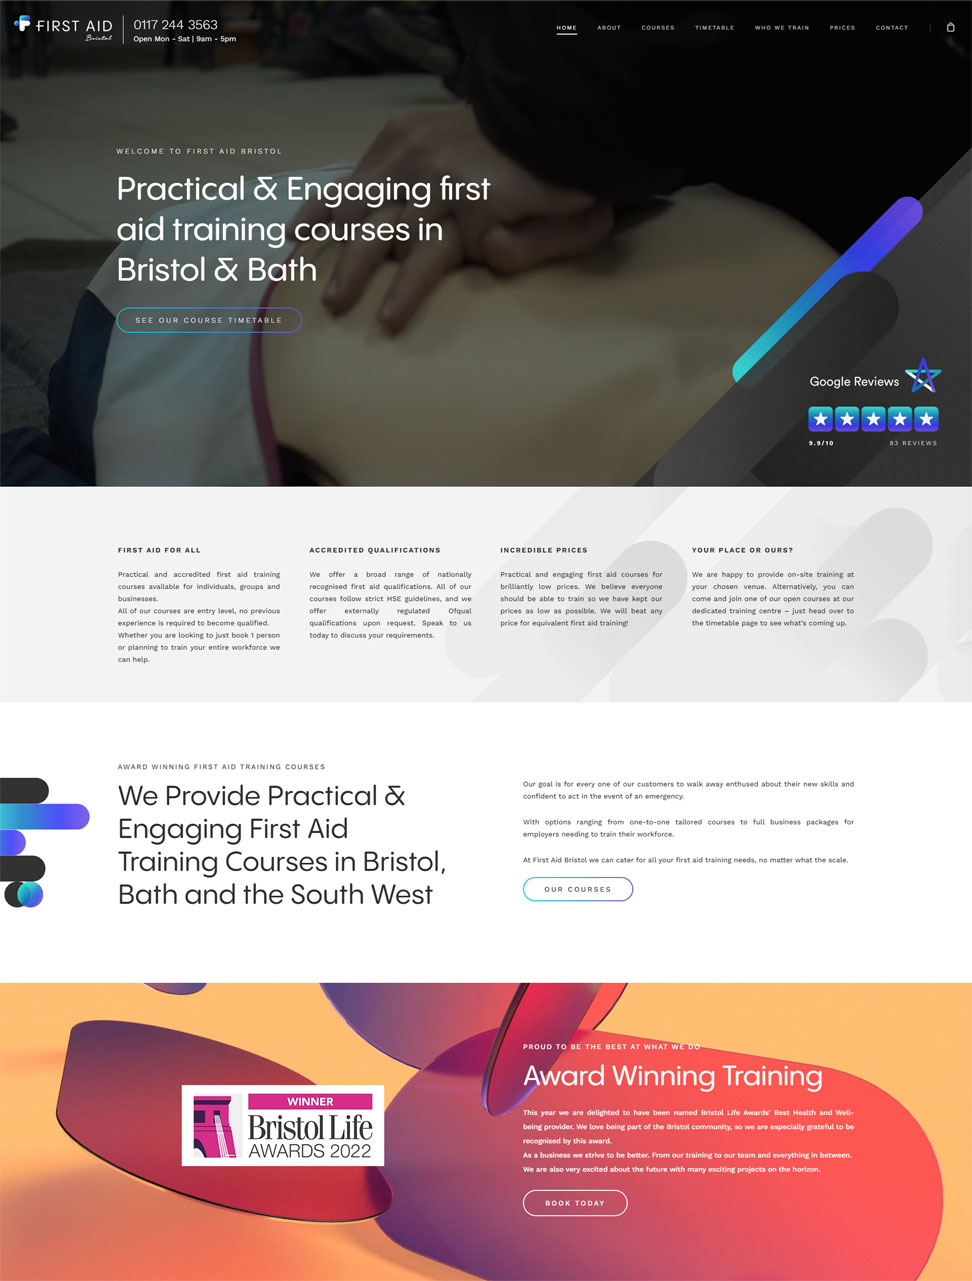 FIRST AID
Bristol
0117 244 3563
Open Mon - Sat | 9am - 5pm
HOME ABOUT COURSES TIMETABLE WHO WE TRAIN PRICES CONTACT
WELCOME TO FIRST AID BRISTOL
Practical & Engaging first
aid training courses in
Bristol & Bath
SEE OUR COURSE TIMETABLE
Google Reviews
9.9/10 83 REVIEWS
FIRST AID FOR ALL
Practical and accredited first aid training
courses available for individuals, groups and
businesses.
All of our courses are entry level, no previous
experience is required to become qualified.
Whether you are looking to just book 1 person
or planning to train your entire workforce we
can help.
ACCREDITED QUALIFICATIONS
We offer a broad range of nationally
recognised first aid qualifications. All of our
courses follow strict HSE guidelines, and we
offer externally regulated Ofqual
qualifications upon request. Speak to us
today to discuss your requirements.
INCREDIBLE PRICES
Practical and engaging first aid courses for
brilliantly low prices. We believe everyone
should be able to train so we have kept our
prices as low as possible. We will beat any
price for equivalent first aid training!
YOUR PLACE OR OURS?
We are happy to provide on-site training at
your chosen venue. Alternatively, you can
come and join one of our open courses at our
dedicated training centre – just head over to
the timetable page to see what's coming up.
AWARD WINNING FIRST AID TRAINING COURSES
We Provide Practical &
Engaging First Aid
Training Courses in Bristol,
Bath and the South West
Our goal is for every one of our customers to walk away enthused about their new skills and
confident to act in the event of an emergency.
With options ranging from one-to-one tailored courses to full business packages for
employers needing to train their workforce.
At First Aid Bristol we can cater for all your first aid training needs, no matter what the scale.
OUR COURSES
WINNER
Bristol Life
AWARDS 2022
PROUD TO BE THE BEST AT WHAT WE DO
Award Winning Training
This year we are delighted to have been named Bristol Life Awards' Best Health and Well-
being provider. We love being part of the Bristol community, so we are especially grateful to be
recognised by this award.
As a business we strive to be better. From our training to our team and everything in between.
We are also very excited about the future with many exciting projects on the horizon.
BOOK TODAY